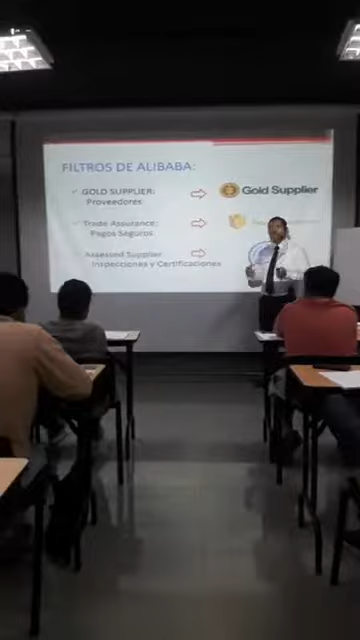 FILTROS DE ALIBABA:
✓ GOLD SUPPLIER:
Proveedores
Gold Supplier
✓ Trade Assurance:
Pagos Seguros
Assessed Supplier
Inspecciones y Certificaciones